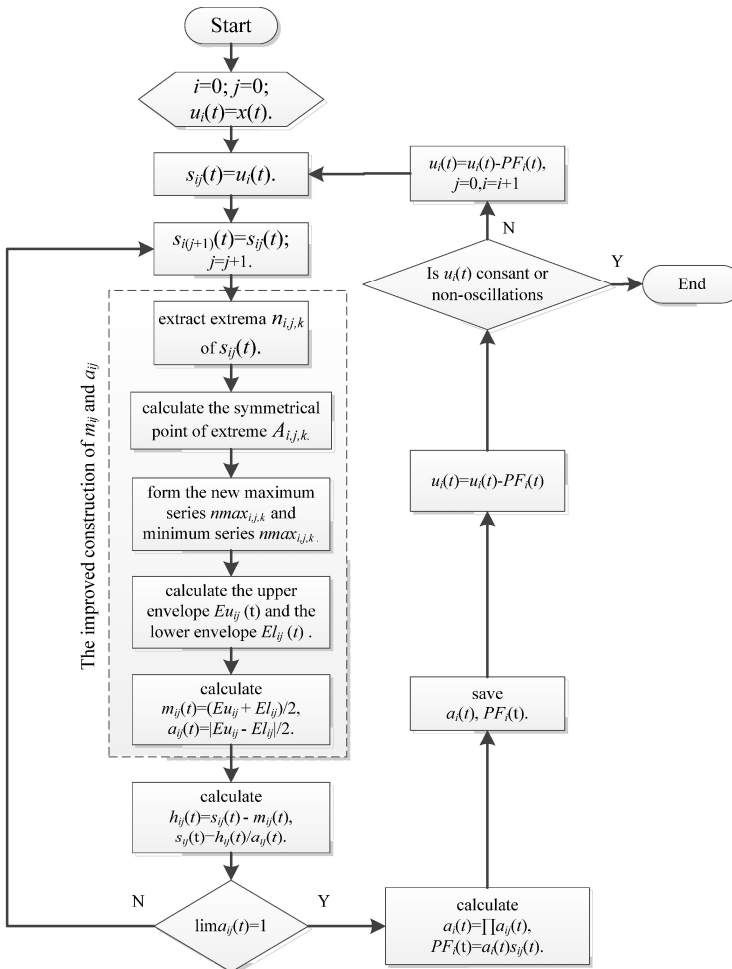 Start
i=0; j=0;
uᵢ(t)=x(t).
sᵢⱼ(t)=uᵢ(t).
sᵢ₍ⱼ₊₁₎(t)=sᵢⱼ(t);
j=j+1.
The improved construction of mᵢⱼ and aᵢⱼ
extract extrema nᵢ,ⱼ,ₖ
of sᵢⱼ(t).
calculate the symmetrical
point of extreme Aᵢ,ⱼ,ₖ.
form the new maximum
series nmaxᵢ,ⱼ,ₖ and
minimum series nmaxᵢ,ⱼ,ₖ.
calculate the upper
envelope Euᵢⱼ (t) and the
lower envelope Elᵢⱼ (t) .
calculate
mᵢⱼ(t)=(Euᵢⱼ + Elᵢⱼ)/2,
aᵢⱼ(t)=|Euᵢⱼ - Elᵢⱼ|/2.
calculate
hᵢⱼ(t)=sᵢⱼ(t) - mᵢⱼ(t),
sᵢⱼ(t)=hᵢⱼ(t)/aᵢⱼ(t).
N
limaᵢⱼ(t)=1
Y
calculate
aᵢ(t)=∏aᵢⱼ(t),
PFᵢ(t)=aᵢ(t)sᵢⱼ(t).
save
aᵢ(t), PFᵢ(t).
uᵢ(t)=uᵢ(t)-PFᵢ(t)
Is uᵢ(t) consant or
non-oscillations
Y
End
N
uᵢ(t)=uᵢ(t)-PFᵢ(t),
j=0,i=i+1